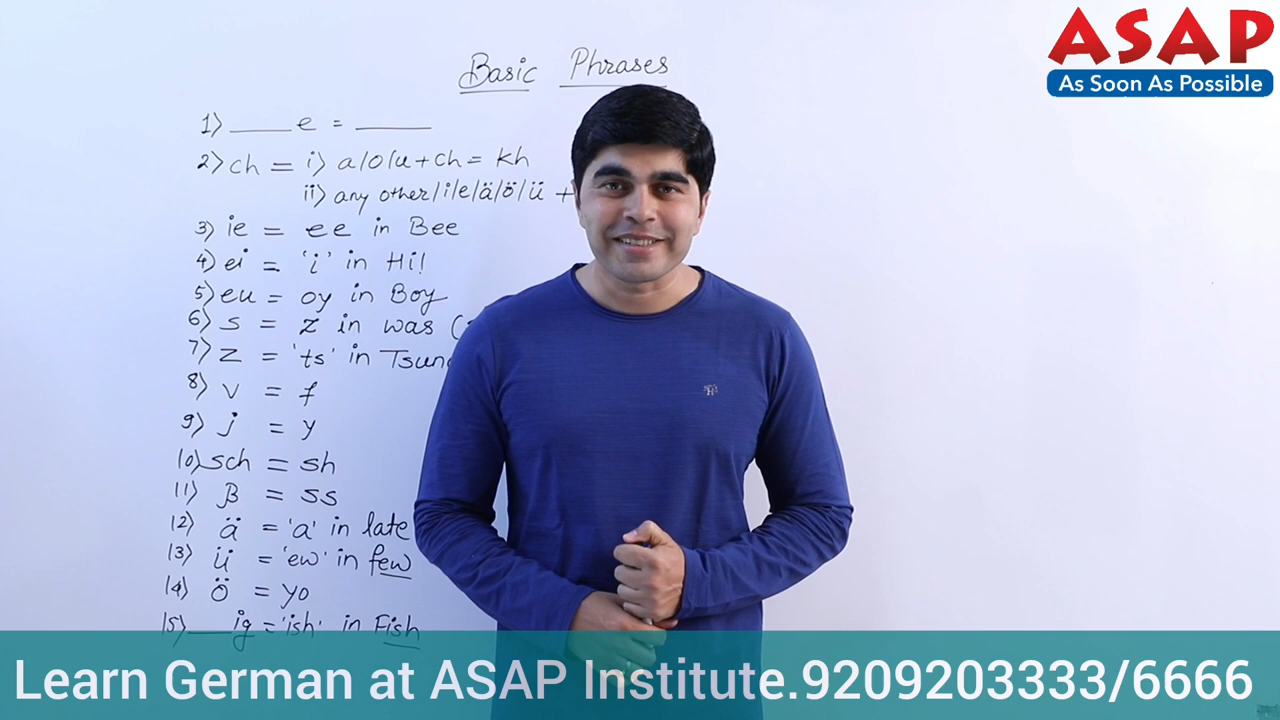 ASAP
As Soon As Possible
Basic Phrases
1) ____e = ____
2) ch = i) a/o/u + ch = kh
ii) any other/i/e/ä/ö/ü +
3) ie = ee in Bee
4) ei = 'i' in Hi!
5) eu = oy in Boy
6) s = z in was (
7) z = 'ts' in
8) v = f
9) j = y
10) sch = sh
11) β = ss
12) ä = 'a' in late
13) ü = 'ew' in few
14) ö = yo
15) ____ig = 'ish' in Fish
Learn German at ASAP Institute.9209203333/6666